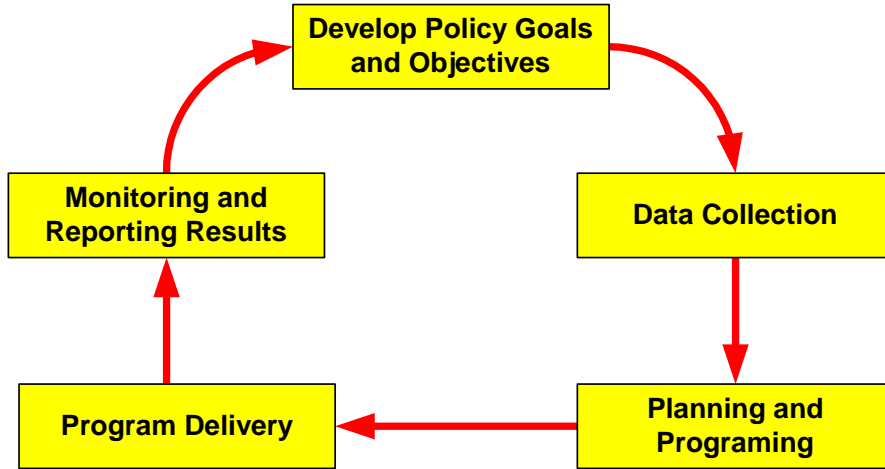 Develop Policy Goals
and Objectives
Monitoring and
Reporting Results
Data Collection
Program Delivery
Planning and
Programing